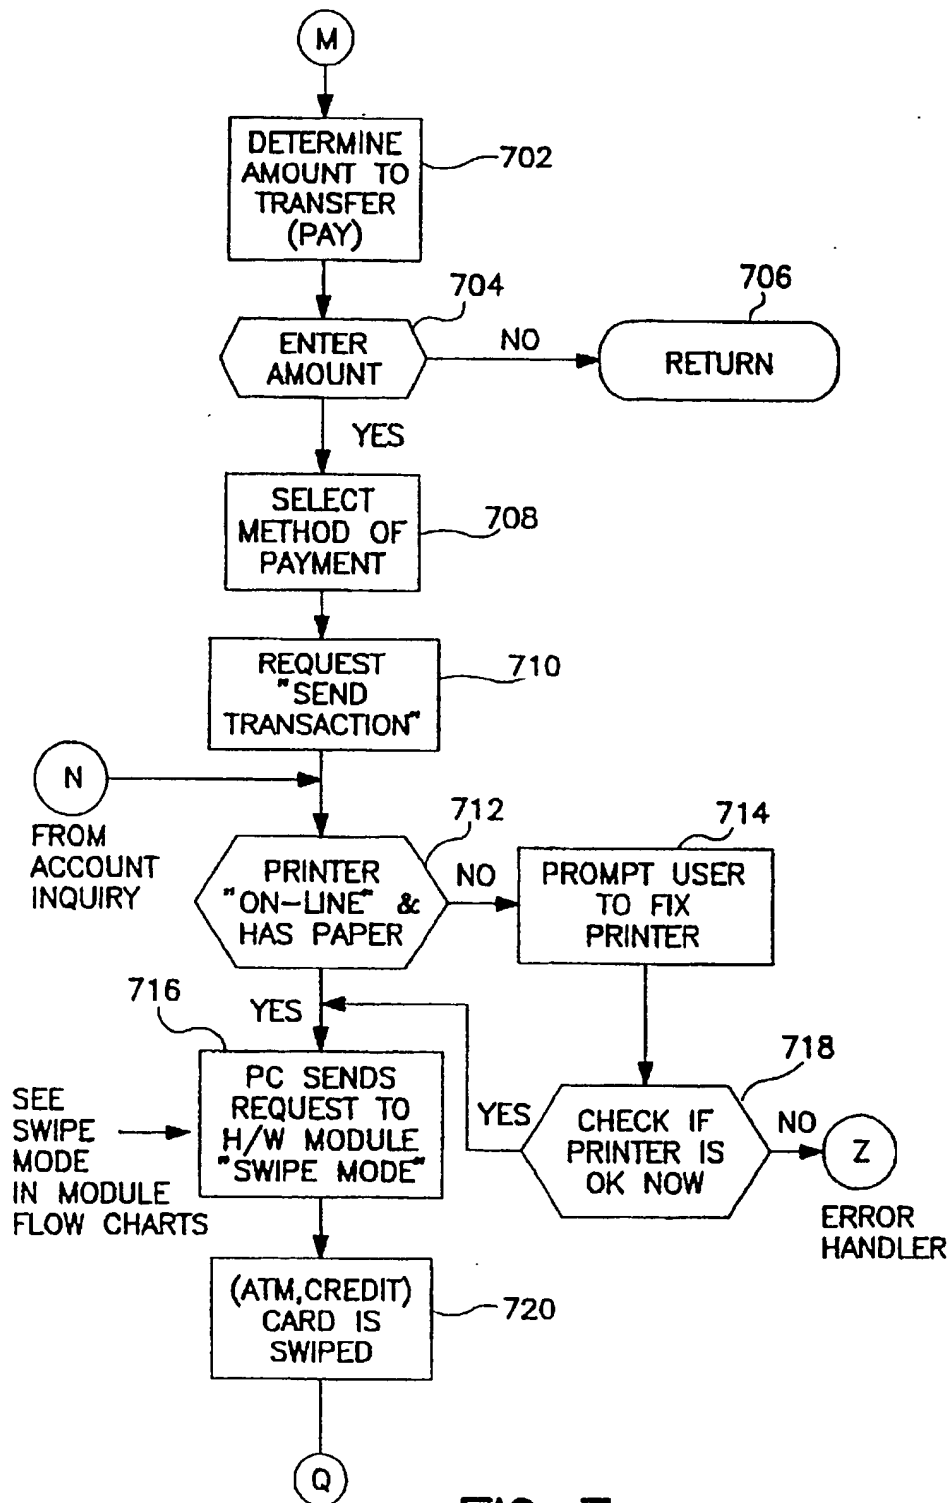 M
DETERMINE
AMOUNT TO
TRANSFER
(PAY)
702
704
706
ENTER
AMOUNT
NO
RETURN
YES
SELECT
METHOD OF
PAYMENT
708
REQUEST
"SEND
TRANSACTION"
710
N
FROM
ACCOUNT
INQUIRY
712
714
PRINTER
"ON-LINE" &
HAS PAPER
NO
PROMPT USER
TO FIX
PRINTER
716
YES
718
SEE
SWIPE
MODE
IN MODULE
FLOW CHARTS
PC SENDS
REQUEST TO
H/W MODULE
"SWIPE MODE"
YES
CHECK IF
PRINTER IS
OK NOW
NO
Z
ERROR
HANDLER
(ATM,CREDIT)
CARD IS
SWIPED
720
Q